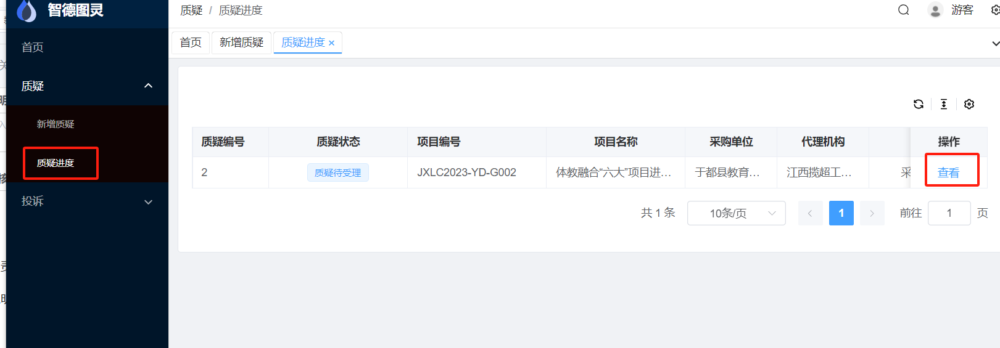 智德图灵
质疑 / 质疑进度
游客
首页
质疑
新增质疑
质疑进度
投诉
首页
新增质疑
质疑进度 ×
质疑编号 质疑状态 项目编号 项目名称 采购单位 代理机构 操作
2 质疑待受理 JXLC2023-YD-G002 体教融合“六大”项目进... 于都县教育... 江西揽超工... 采 查看
共 1 条 10条/页 < 1 > 前往 1 页